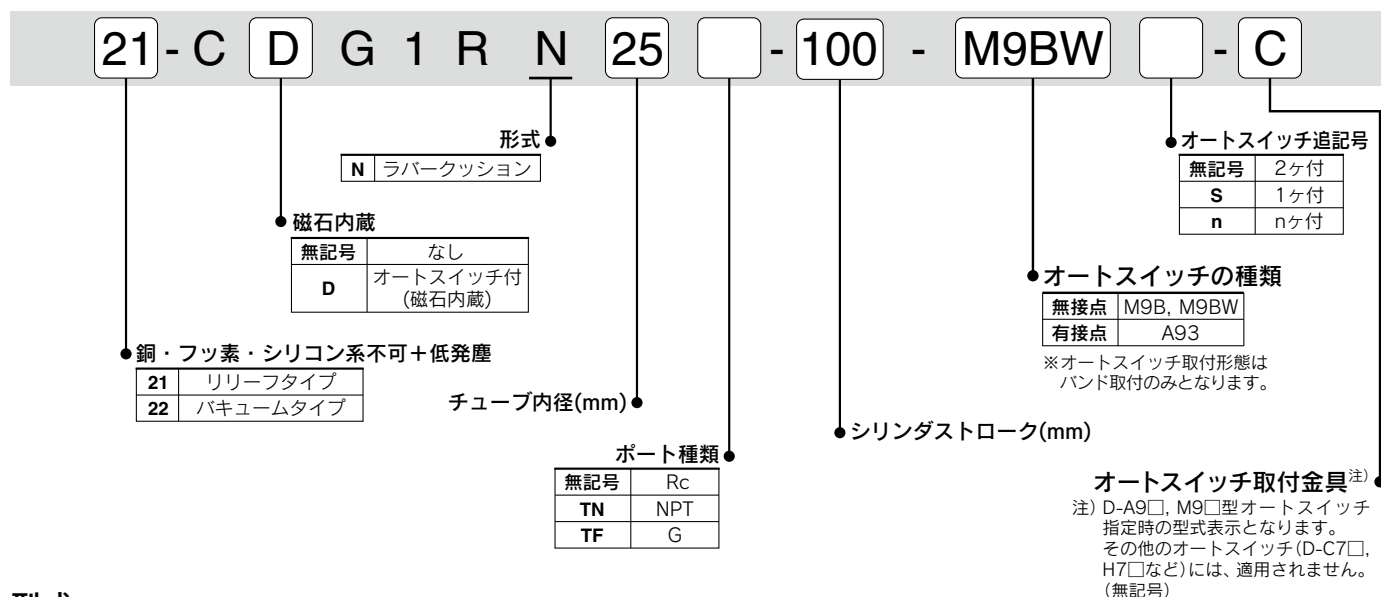 21-CDG1RN25 -100-M9BW -C
形式
N ラバークッション
オートスイッチ追記号
無記号 2ヶ付
S 1ヶ付
n nヶ付
磁石内蔵
無記号 なし
D オートスイッチ付
(磁石内蔵)
オートスイッチの種類
無接点 M9B, M9BW
有接点 A93
※オートスイッチ取付形態は
バンド取付のみとなります。
銅・フッ素・シリコン系不可＋低発塵
21 リリーフタイプ
22 バキュームタイプ
チューブ内径(mm)
シリンダストローク(mm)
ポート種類
無記号 Rc
TN NPT
TF G
オートスイッチ取付金具注)
注) D-A9□, M9□型オートスイッチ
指定時の型式表示となります。
その他のオートスイッチ(D-C7□,
H7□など)には、適用されません。
(無記号)